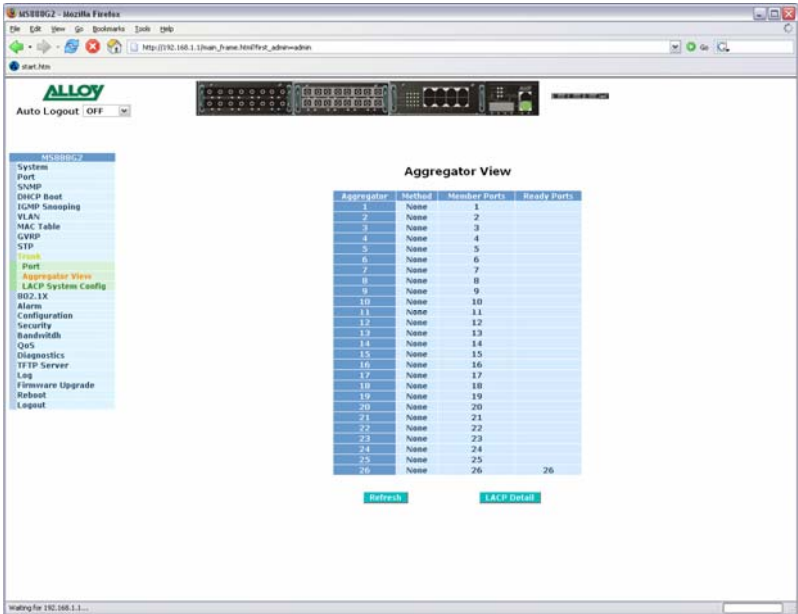 MS888G2 - Mozilla Firefox
File Edit View Go Bookmarks Tools Help
http://192.168.1.1/main_frame.html?first_admin=admin
Go
start.htm
ALLOY
Auto Logout OFF
MS888G2
System
Port
SNMP
DHCP Boot
IGMP Snooping
VLAN
MAC Table
GVRP
STP
Trunk
Port
Aggregator View
LACP System Config
802.1X
Alarm
Configuration
Security
Bandwitdh
QoS
Diagnostics
TFTP Server
Log
Firmware Upgrade
Reboot
Logout
Aggregator View
Aggregator Method Member Ports Ready Ports
1 None 1
2 None 2
3 None 3
4 None 4
5 None 5
6 None 6
7 None 7
8 None 8
9 None 9
10 None 10
11 None 11
12 None 12
13 None 13
14 None 14
15 None 15
16 None 16
17 None 17
18 None 18
19 None 19
20 None 20
21 None 21
22 None 22
23 None 23
24 None 24
25 None 25
26 None 26 26
Refresh LACP Detail
Waiting for 192.168.1.1...